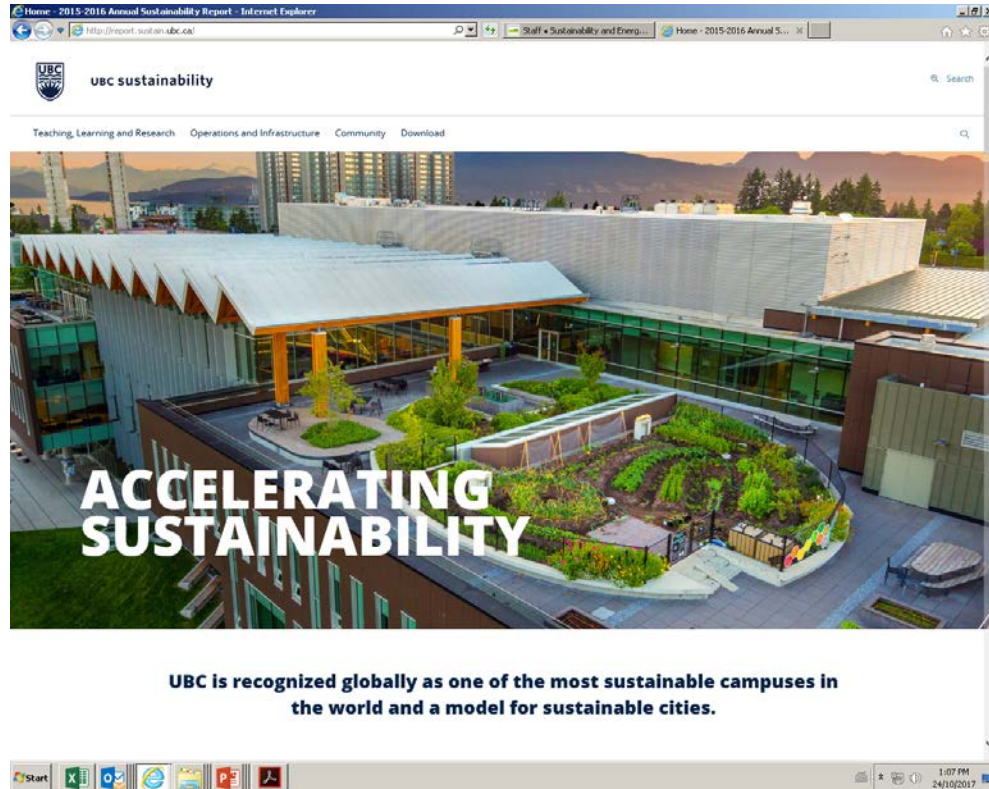 Home - 2015-2016 Annual Sustainability Report - Internet Explorer
http://report.sustain.ubc.ca/
Staff • Sustainability and Energ...
Home - 2015-2016 Annual S...
UBC
UBC sustainability
Search
Teaching, Learning and Research Operations and Infrastructure Community Download
ACCELERATING
SUSTAINABILITY
UBC is recognized globally as one of the most sustainable campuses in
the world and a model for sustainable cities.
Start
1:07 PM
24/10/2017